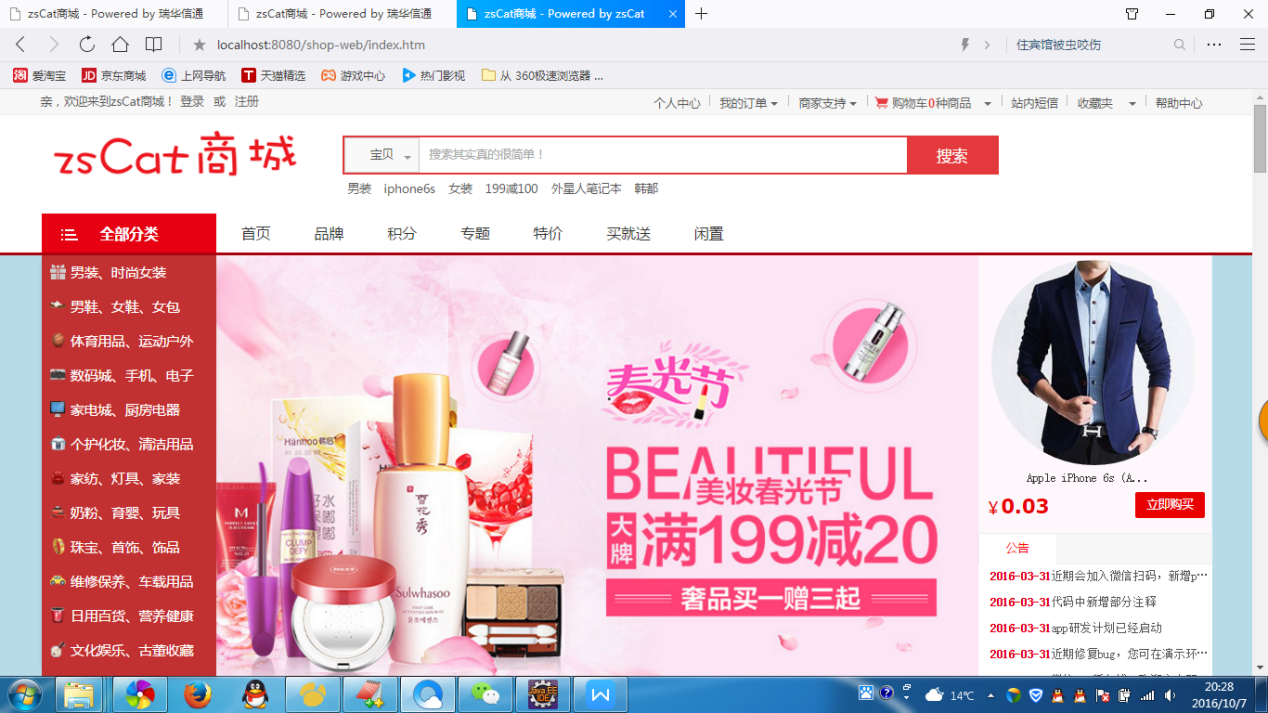 zsCat商城 - Powered by 瑞华信通
zsCat商城 - Powered by 瑞华信通
zsCat商城 - Powered by zsCat
localhost:8080/shop-web/index.htm
住宾馆被虫咬伤
爱淘宝
京东商城
上网导航
天猫精选
游戏中心
热门影视
从 360极速浏览器 ...
亲，欢迎来到zsCat商城！ 登录 或 注册
个人中心
我的订单
商家支持
购物车0种商品
站内短信
收藏夹
帮助中心
zsCat商城
宝贝
搜索其实真的很简单！
搜索
男装 iphone6s 女装 199减100 外星人笔记本 韩都
全部分类
首页 品牌 积分 专题 特价 买就送 闲置
男装、时尚女装
男鞋、女鞋、女包
体育用品、运动户外
数码城、手机、电子
家电城、厨房电器
个护化妆、清洁用品
家纺、灯具、家装
奶粉、育婴、玩具
珠宝、首饰、饰品
维修保养、车载用品
日用百货、营养健康
文化娱乐、古董收藏
春光节
BEAUTIFUL
美妆春光节
大牌
满199减20
奢品买一赠三起
Hanhoo
Sulwhasoo
CLUMP
DEFY
Apple iPhone 6s (A...
￥0.03
立即购买
公告
2016-03-31近期会加入微信扫码，新增p…
2016-03-31代码中新增部分注释
2016-03-31app研发计划已经启动
2016-03-31近期修复bug，您可在演示环…
14℃
20:28
2016/10/7